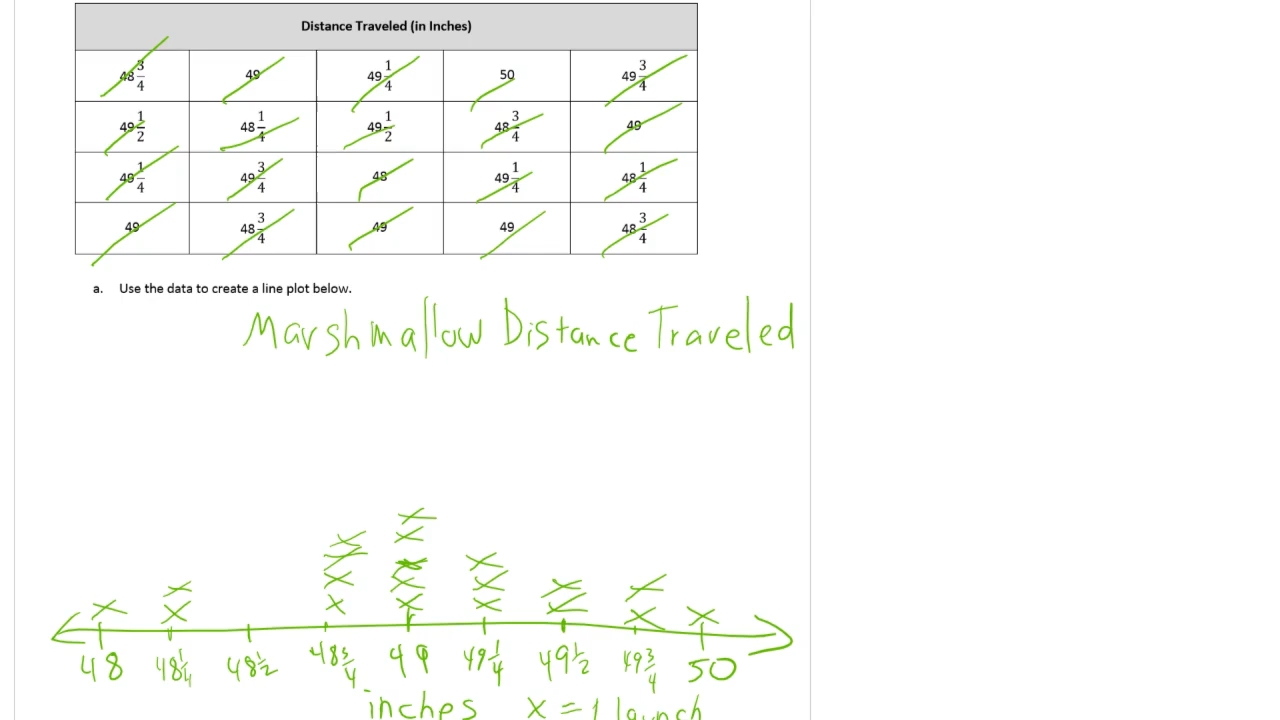 Distance Traveled (in Inches)
48 3/4 49 49 1/4 50 49 3/4
49 1/2 48 1/4 49 1/2 48 3/4 49
49 1/4 49 3/4 48 49 1/4 48 1/4
49 48 3/4 49 49 48 3/4
a. Use the data to create a line plot below.
Marshmallow Distance Traveled
48 48 1/4 48 1/2 48 3/4 49 49 1/4 49 1/2 49 3/4 50
inches x = 1 launch